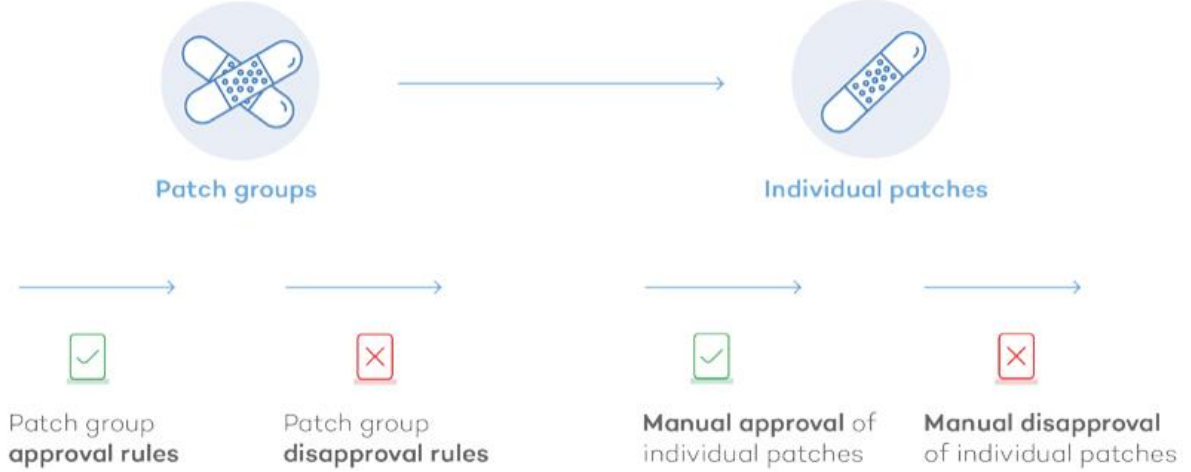 Patch groups
Individual patches
Patch group
approval rules
Patch group
disapproval rules
Manual approval of
individual patches
Manual disapproval
of individual patches